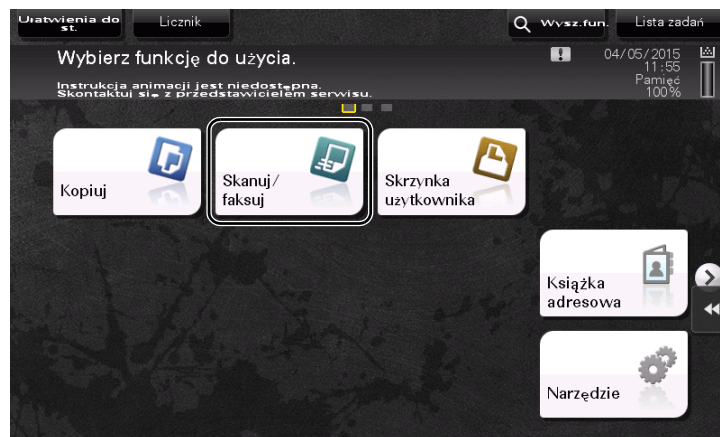 Ułatwienia do
st.
Licznik
Wysz.fun.
Lista zadań
Wybierz funkcję do użycia.
Instrukcja animacji jest niedostępna.
Skontaktuj się z przedstawicielem serwisu.
04/05/2015
11:55
Pamięć
100%
Kopiuj
Skanuj/
faksuj
Skrzynka
użytkownika
Książka
adresowa
Narzędzie